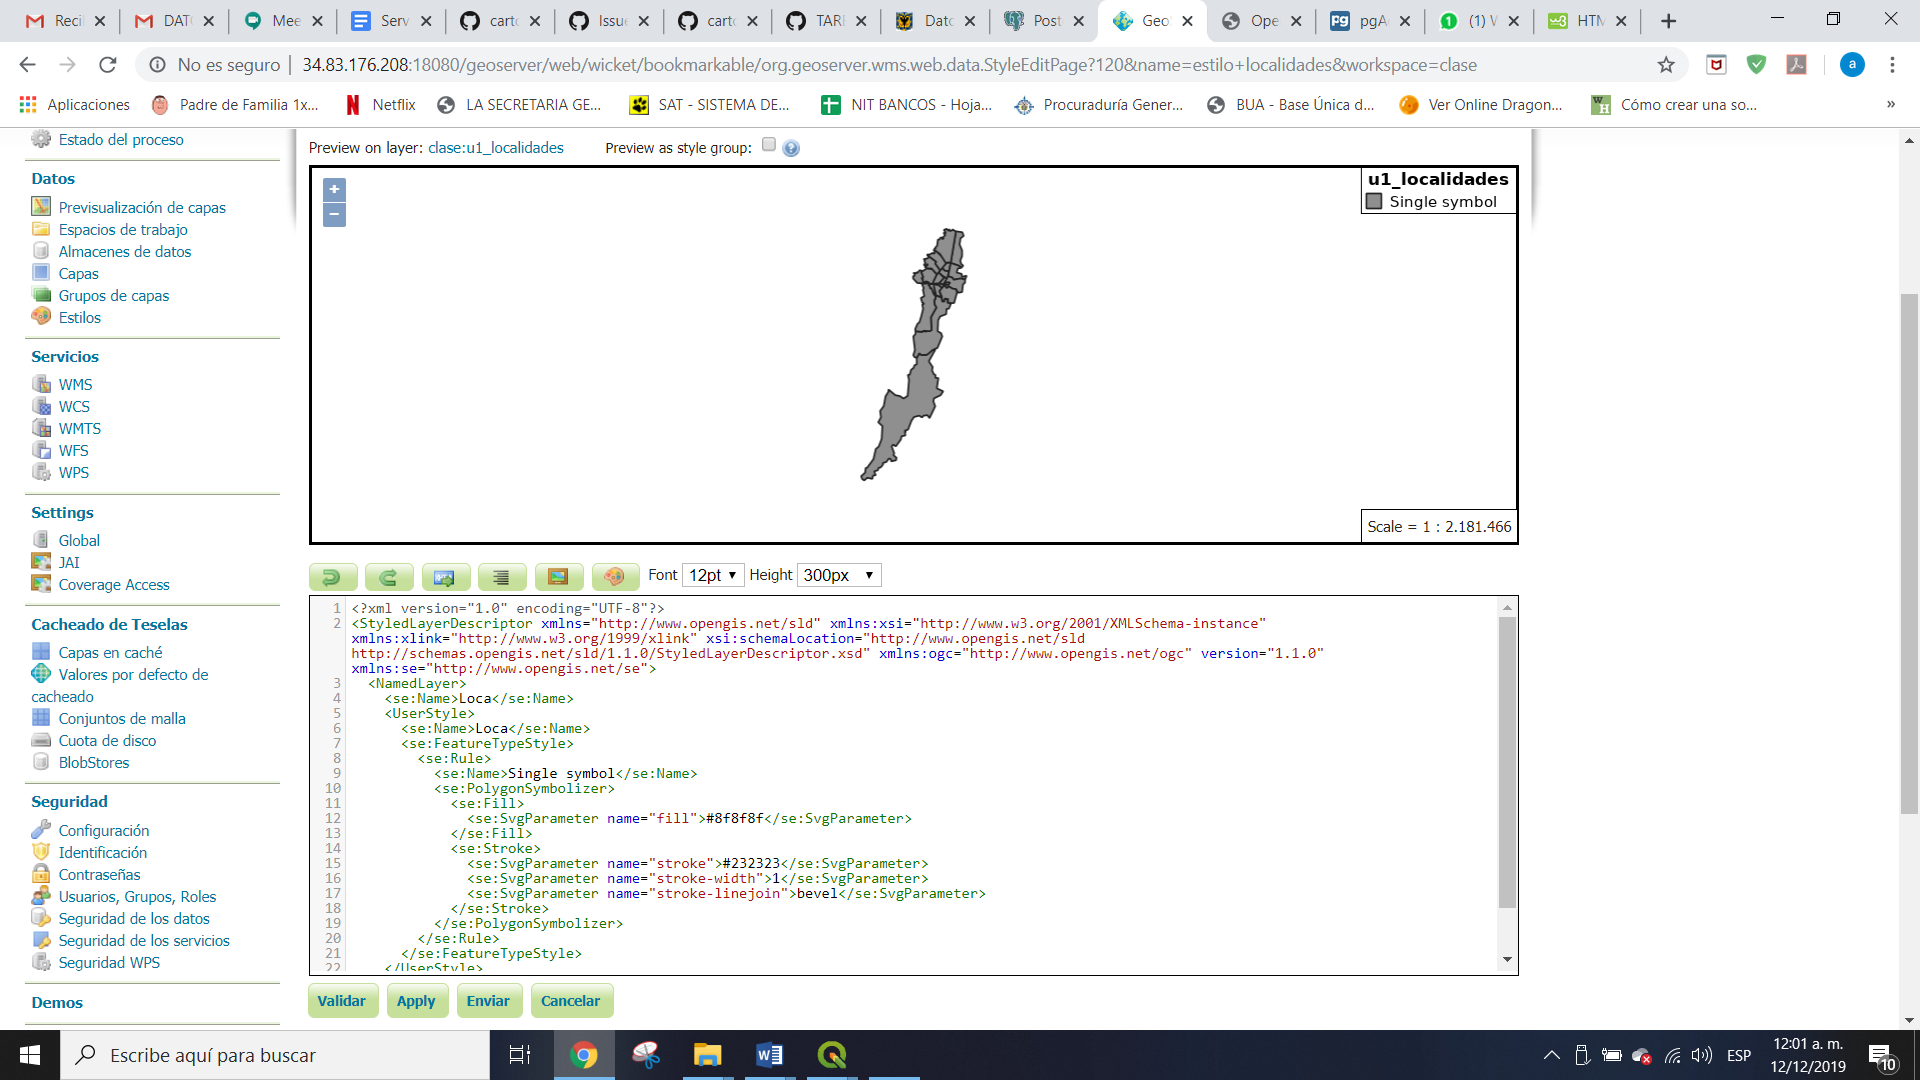 Recil
DATO
Mee
Serv
carto
Issue
carto
TARE
Dato
Post
Geo
Ope
pgA
(1) W
HTM
No es seguro | 34.83.176.208:18080/geoserver/web/wicket/bookmarkable/org.geoserver.wms.web.data.StyleEditPage?120&name=estilo+localidades&workspace=clase
Aplicaciones
Padre de Familia 1x...
Netflix
LA SECRETARIA GE...
SAT - SISTEMA DE...
NIT BANCOS - Hoja...
Procuraduría Gener...
BUA - Base Única d...
Ver Online Dragon...
Cómo crear una so...
»
Estado del proceso
Datos
Previsualización de capas
Espacios de trabajo
Almacenes de datos
Capas
Grupos de capas
Estilos
Servicios
WMS
WCS
WMTS
WFS
WPS
Settings
Global
JAI
Coverage Access
Cacheado de Teselas
Capas en caché
Valores por defecto de
cacheado
Conjuntos de malla
Cuota de disco
BlobStores
Seguridad
Configuración
Identificación
Contraseñas
Usuarios, Grupos, Roles
Seguridad de los datos
Seguridad de los servicios
Seguridad WPS
Demos
Preview on layer: clase:u1_localidades Preview as style group:
+
−
u1_localidades
Single symbol
Scale = 1 : 2.181.466
Font 12pt Height 300px
1 <?xml version="1.0" encoding="UTF-8"?>
2 <StyledLayerDescriptor xmlns="http://www.opengis.net/sld" xmlns:xsi="http://www.w3.org/2001/XMLSchema-instance"
xmlns:xlink="http://www.w3.org/1999/xlink" xsi:schemaLocation="http://www.opengis.net/sld
http://schemas.opengis.net/sld/1.1.0/StyledLayerDescriptor.xsd" xmlns:ogc="http://www.opengis.net/ogc" version="1.1.0"
xmlns:se="http://www.opengis.net/se">
3 <NamedLayer>
4 <se:Name>Loca</se:Name>
5 <UserStyle>
6 <se:Name>Loca</se:Name>
7 <se:FeatureTypeStyle>
8 <se:Rule>
9 <se:Name>Single symbol</se:Name>
10 <se:PolygonSymbolizer>
11 <se:Fill>
12 <se:SvgParameter name="fill">#8f8f8f</se:SvgParameter>
13 </se:Fill>
14 <se:Stroke>
15 <se:SvgParameter name="stroke">#232323</se:SvgParameter>
16 <se:SvgParameter name="stroke-width">1</se:SvgParameter>
17 <se:SvgParameter name="stroke-linejoin">bevel</se:SvgParameter>
18 </se:Stroke>
19 </se:PolygonSymbolizer>
20 </se:Rule>
21 </se:FeatureTypeStyle>
22 </UserStyle>
Validar
Apply
Enviar
Cancelar
Escribe aquí para buscar
ESP
12:01 a. m.
12/12/2019
10